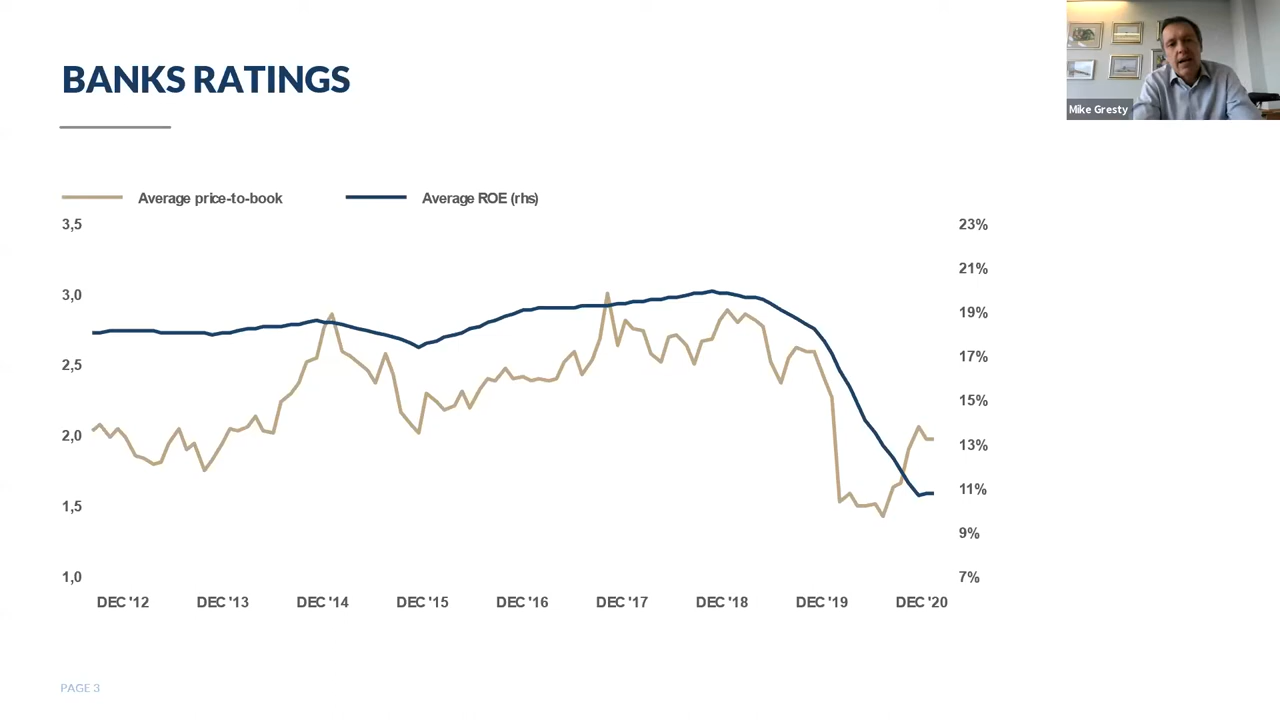 BANKS RATINGS
Mike Gresty
Average price-to-book
Average ROE (rhs)
3,5
3,0
2,5
2,0
1,5
1,0
23%
21%
19%
17%
15%
13%
11%
9%
7%
DEC '12 DEC '13 DEC '14 DEC '15 DEC '16 DEC '17 DEC '18 DEC '19 DEC '20
PAGE 3